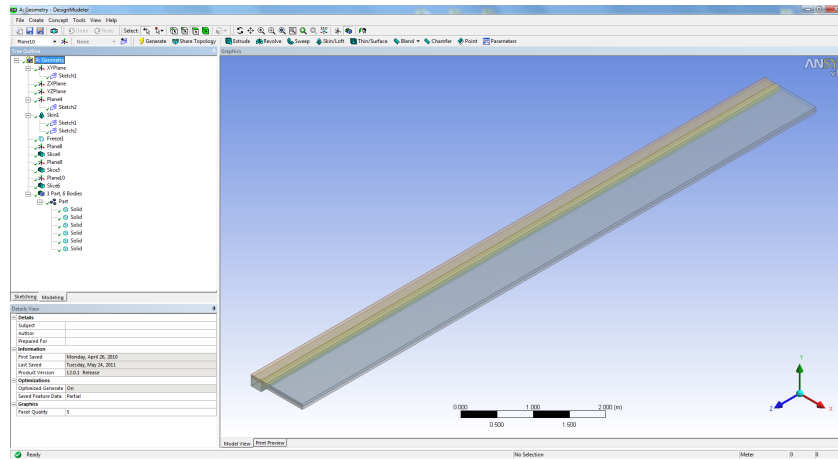 A: Geometry - DesignModeler
File Create Concept Tools View Help
Undo Redo Select:
Plane10 None Generate Share Topology Extrude Revolve Sweep Skin/Loft Thin/Surface Blend Chamfer Point Parameters
Tree Outline
Graphics
A: Geometry
XYPlane
Sketch1
ZXPlane
YZPlane
Plane4
Sketch2
Skin1
Sketch1
Sketch2
Freeze1
Plane8
Slice4
Plane9
Slice5
Plane10
Slice6
1 Part, 6 Bodies
Part
Solid
Solid
Solid
Solid
Solid
Solid
Sketching Modeling
Details View
Details
Subject
Author
Prepared For
Information
First Saved Monday, April 26, 2010
Last Saved Tuesday, May 24, 2011
Product Version 12.0.1 Release
Optimizations
Optimized Generate On
Saved Feature Data Partial
Graphics
Facet Quality 5
ANSY
0.000 1.000 2.000 (m)
0.500 1.500
Y
Z X
Model View Print Preview
Ready No Selection Meter 0 0